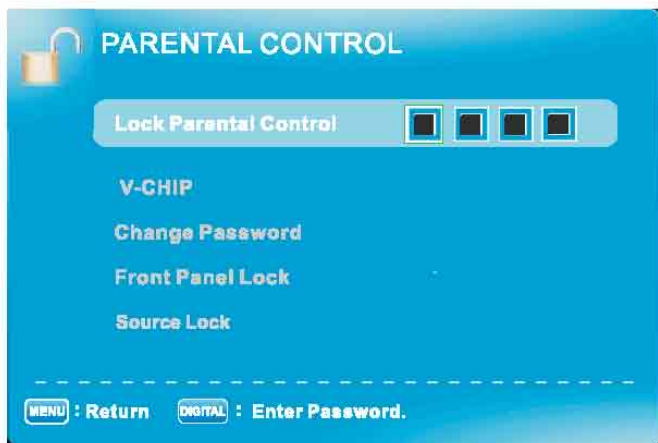 PARENTAL CONTROL
Lock Parental Control
V-CHIP
Change Password
Front Panel Lock
Source Lock
MENU : Return DIGITAL : Enter Password.